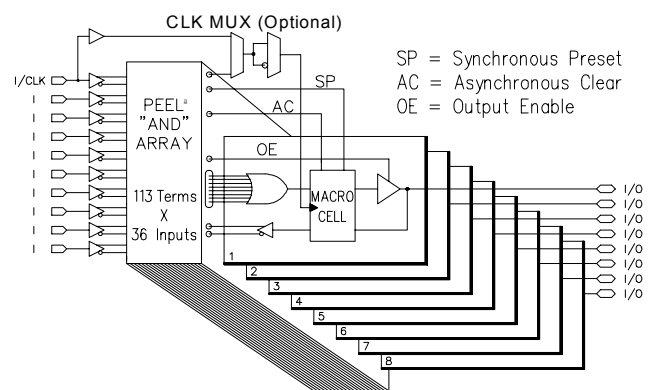 CLK MUX (Optional)
SP = Synchronous Preset
AC = Asynchronous Clear
OE = Output Enable
I/CLK
I
I
I
I
I
I
I
I
I
PEELª
"AND"
ARRAY
113 Terms
X
36 Inputs
SP
AC
OE
MACRO
CELL
1
2
3
4
5
6
7
8
I/O
I/O
I/O
I/O
I/O
I/O
I/O
I/O